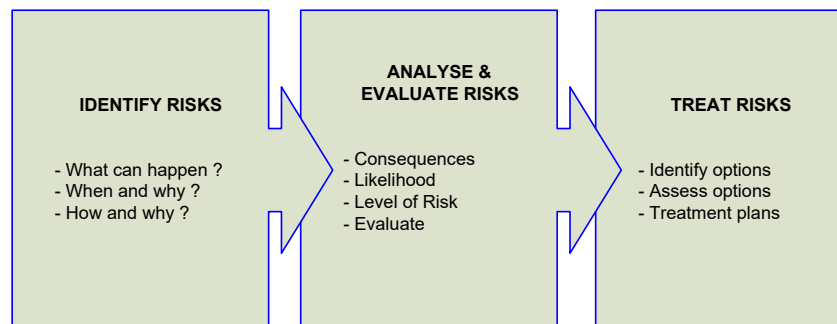 IDENTIFY RISKS
- What can happen ?
- When and why ?
- How and why ?
ANALYSE &
EVALUATE RISKS
- Consequences
- Likelihood
- Level of Risk
- Evaluate
TREAT RISKS
- Identify options
- Assess options
- Treatment plans